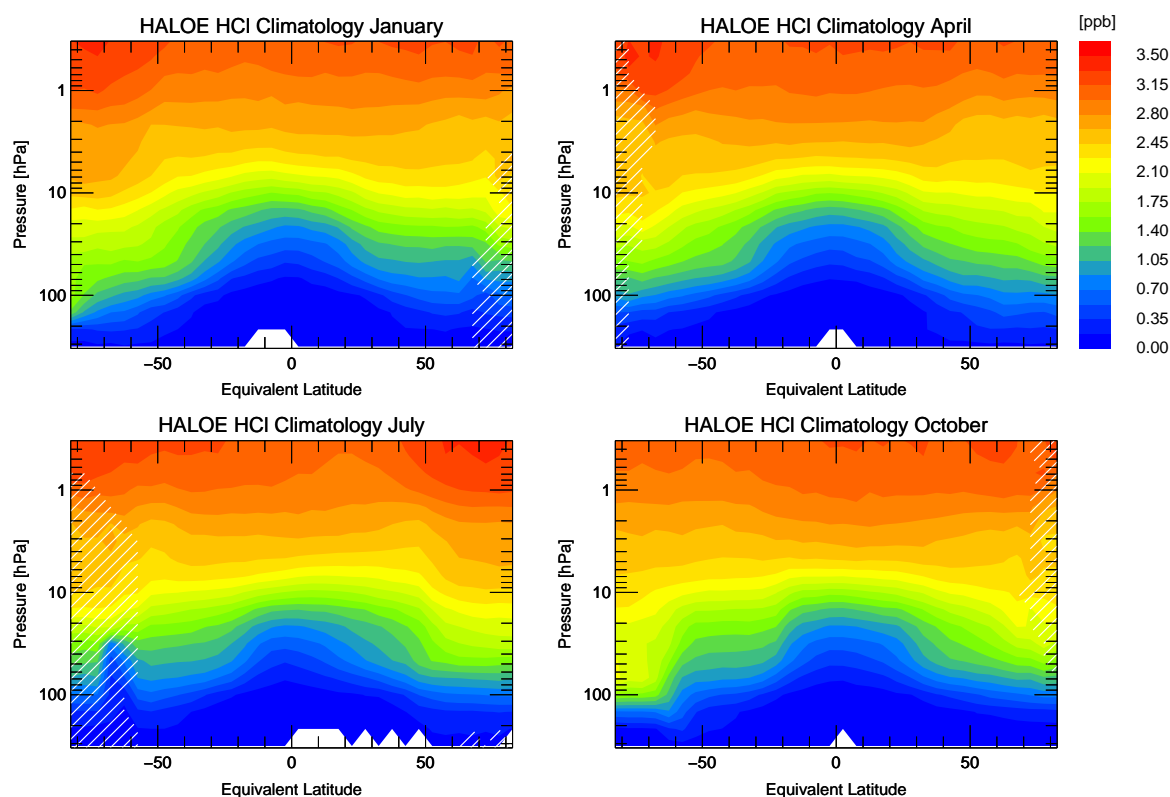 HALOE HCl Climatology January
HALOE HCl Climatology April
[ppb]
1
10
100
Pressure [hPa]
−50
0
50
Equivalent Latitude
1
10
100
Pressure [hPa]
−50
0
50
Equivalent Latitude
3.50
3.15
2.80
2.45
2.10
1.75
1.40
1.05
0.70
0.35
0.00
HALOE HCl Climatology July
HALOE HCl Climatology October
1
10
100
Pressure [hPa]
−50
0
50
Equivalent Latitude
1
10
100
Pressure [hPa]
−50
0
50
Equivalent Latitude